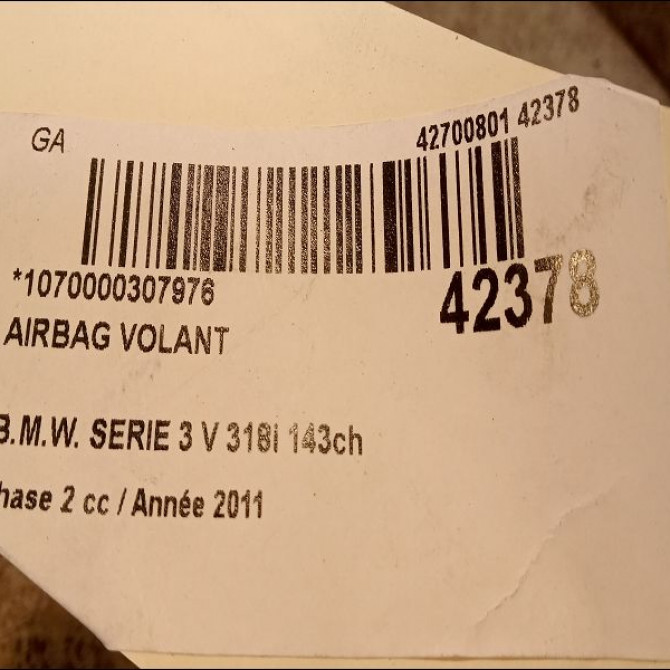 GA
42700801 42378
*1070000307976
42378
AIRBAG VOLANT
B.M.W. SERIE 3 V 318i 143ch
hase 2 cc / Année 2011